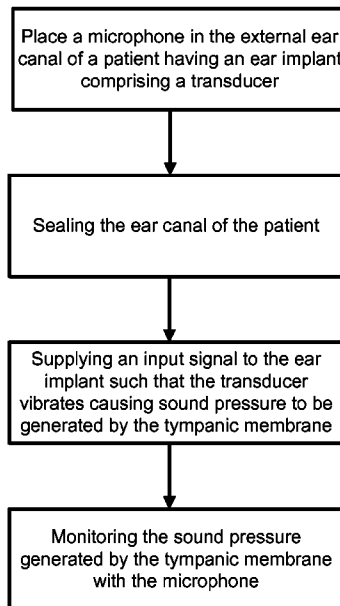 Place a microphone in the external ear
canal of a patient having an ear implant
comprising a transducer
Sealing the ear canal of the patient
Supplying an input signal to the ear
implant such that the transducer
vibrates causing sound pressure to be
generated by the tympanic membrane
Monitoring the sound pressure
generated by the tympanic membrane
with the microphone